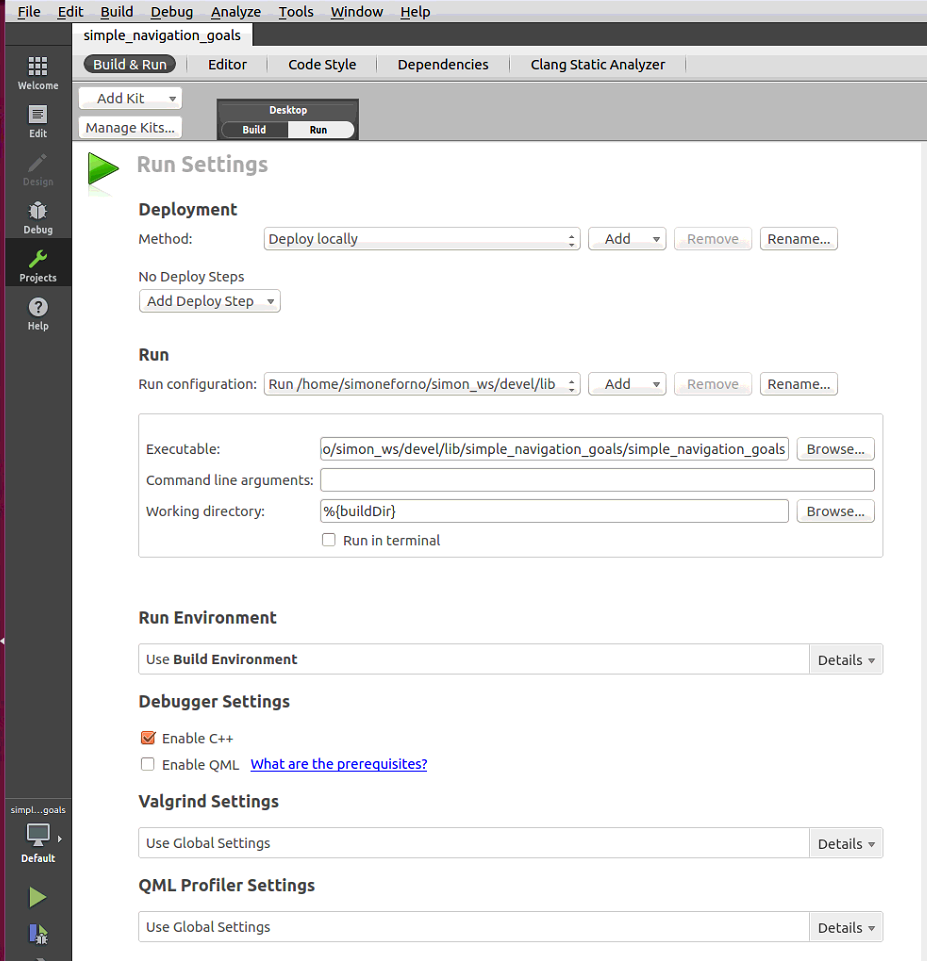 File Edit Build Debug Analyze Tools Window Help
simple_navigation_goals
Build & Run Editor Code Style Dependencies Clang Static Analyzer
Welcome
Edit
Design
Debug
Projects
Help
Add Kit
Manage Kits...
Desktop
Build Run
Run Settings
Deployment
Method: Deploy locally Add Remove Rename...
No Deploy Steps
Add Deploy Step
Run
Run configuration: Run /home/simoneforno/simon_ws/devel/lib Add Remove Rename...
Executable: o/simon_ws/devel/lib/simple_navigation_goals/simple_navigation_goals Browse...
Command line arguments:
Working directory: %{buildDir} Browse...
Run in terminal
Run Environment
Use Build Environment Details
Debugger Settings
Enable C++
Enable QML What are the prerequisites?
Valgrind Settings
Use Global Settings Details
QML Profiler Settings
Use Global Settings Details
simpl...goals
Default